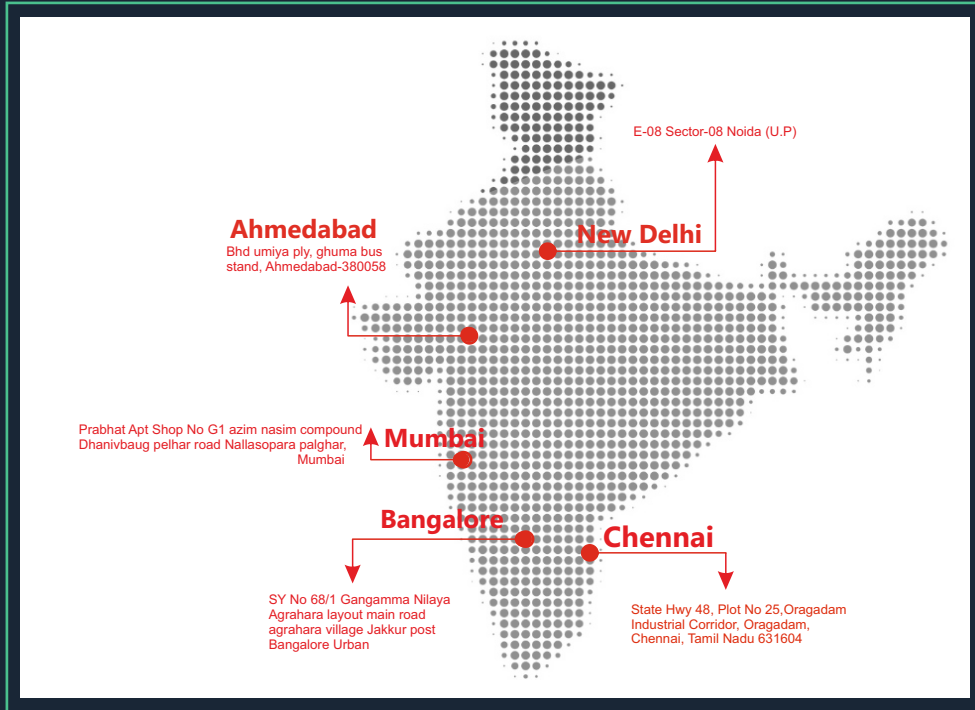 E-08 Sector-08 Noida (U.P)
New Delhi
Ahmedabad
Bhd umiya ply, ghuma bus
stand, Ahmedabad-380058
Prabhat Apt Shop No G1 azim nasim compound
Dhanivbaug pelhar road Nallasopara palghar,
Mumbai
Mumbai
Bangalore
SY No 68/1 Gangamma Nilaya
Agrahara layout main road
agrahara village Jakkur post
Bangalore Urban
Chennai
State Hwy 48, Plot No 25,Oragadam
Industrial Corridor, Oragadam,
Chennai, Tamil Nadu 631604